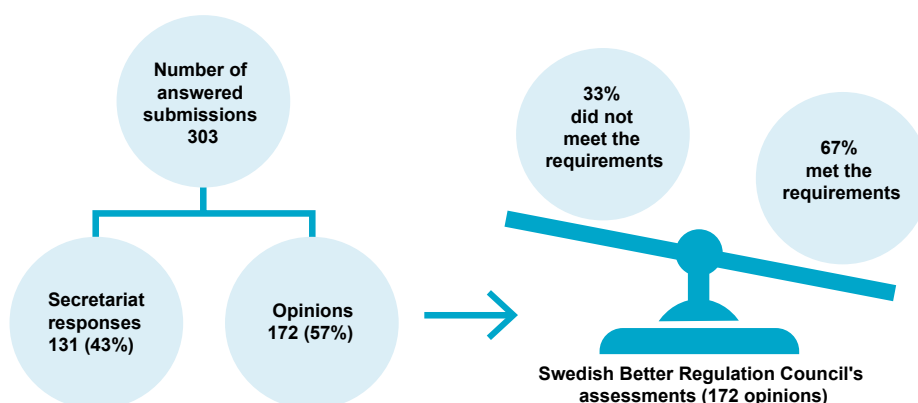 Number of
answered
submissions
303
Secretariat
responses
131 (43%)
Opinions
172 (57%)
33%
did not
meet the
requirements
67%
met the
requirements
Swedish Better Regulation Council's
assessments (172 opinions)